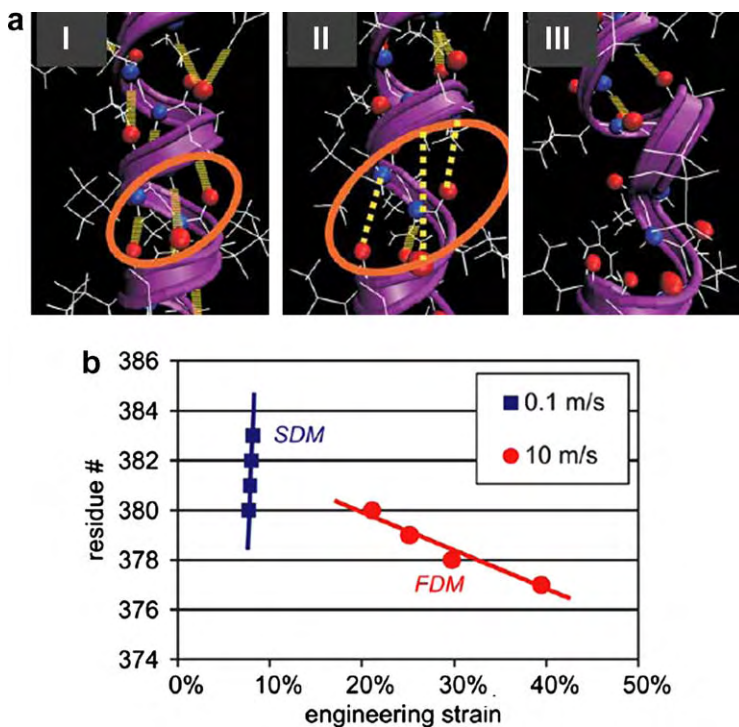 a
I
II
III
b
386
384
382
380
378
376
374
residue #
SDM
FDM
0.1 m/s
10 m/s
0%
10%
20%
30%
40%
50%
engineering strain